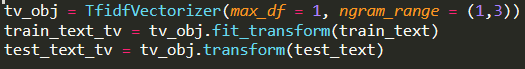 tv_obj = TfidfVectorizer(max_df = 1, ngram_range = (1,3))
train_text_tv = tv_obj.fit_transform(train_text)
test_text_tv = tv_obj.transform(test_text)